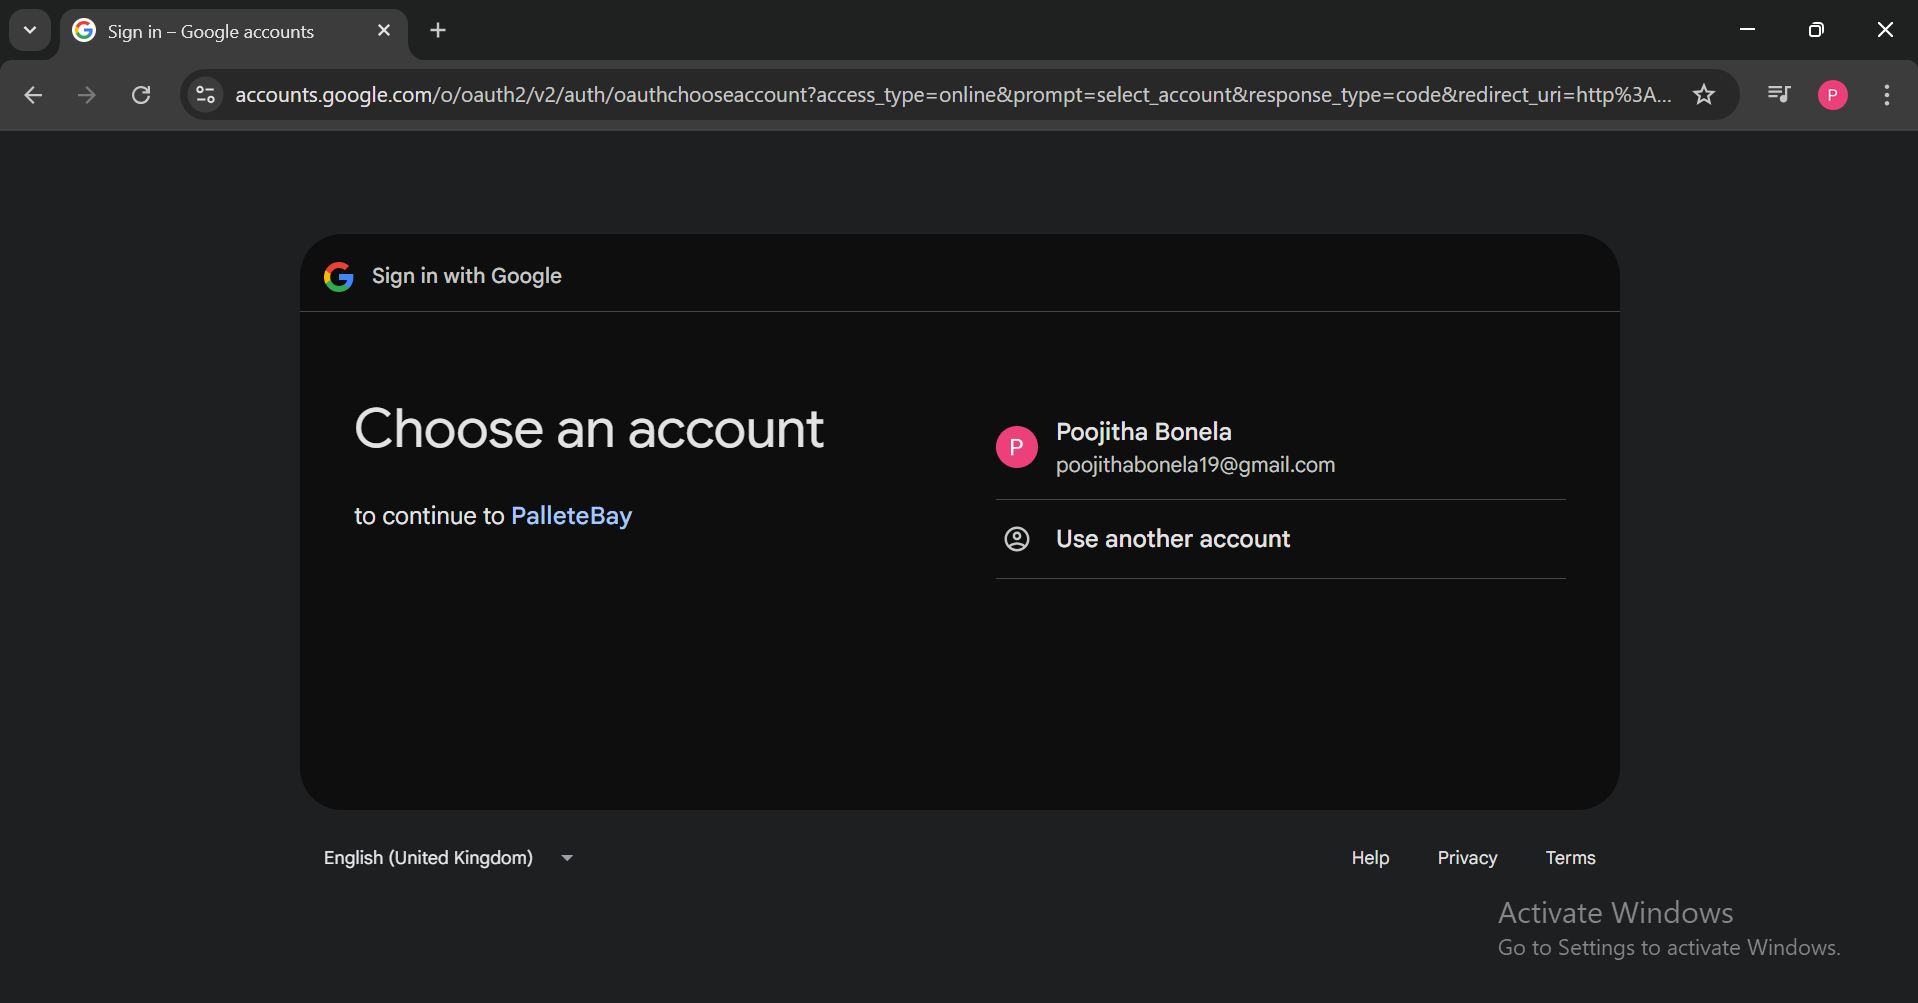 Sign in – Google accounts
accounts.google.com/o/oauth2/v2/auth/oauthchooseaccount?access_type=online&prompt=select_account&response_type=code&redirect_uri=http%3A...
P
Sign in with Google
Choose an account
to continue to PalleteBay
P
Poojitha Bonela
poojithabonela19@gmail.com
Use another account
English (United Kingdom)
Help
Privacy
Terms
Activate Windows
Go to Settings to activate Windows.